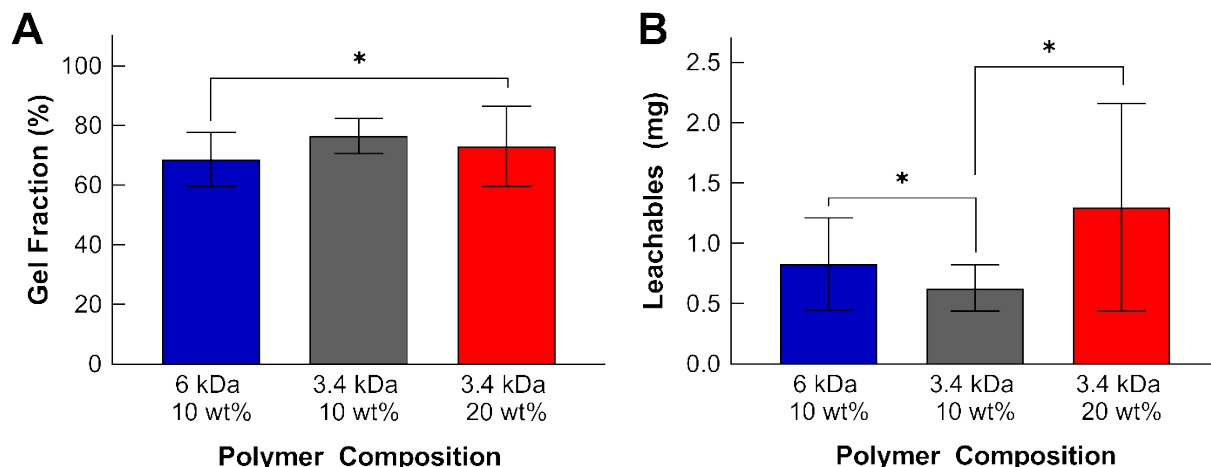 A
Gel Fraction (%)
100
80
60
40
20
0
*
6 kDa
10 wt%
3.4 kDa
10 wt%
3.4 kDa
20 wt%
Polymer Composition
B
Leachables (mg)
2.5
2.0
1.5
1.0
0.5
0.0
*
*
6 kDa
10 wt%
3.4 kDa
10 wt%
3.4 kDa
20 wt%
Polymer Composition